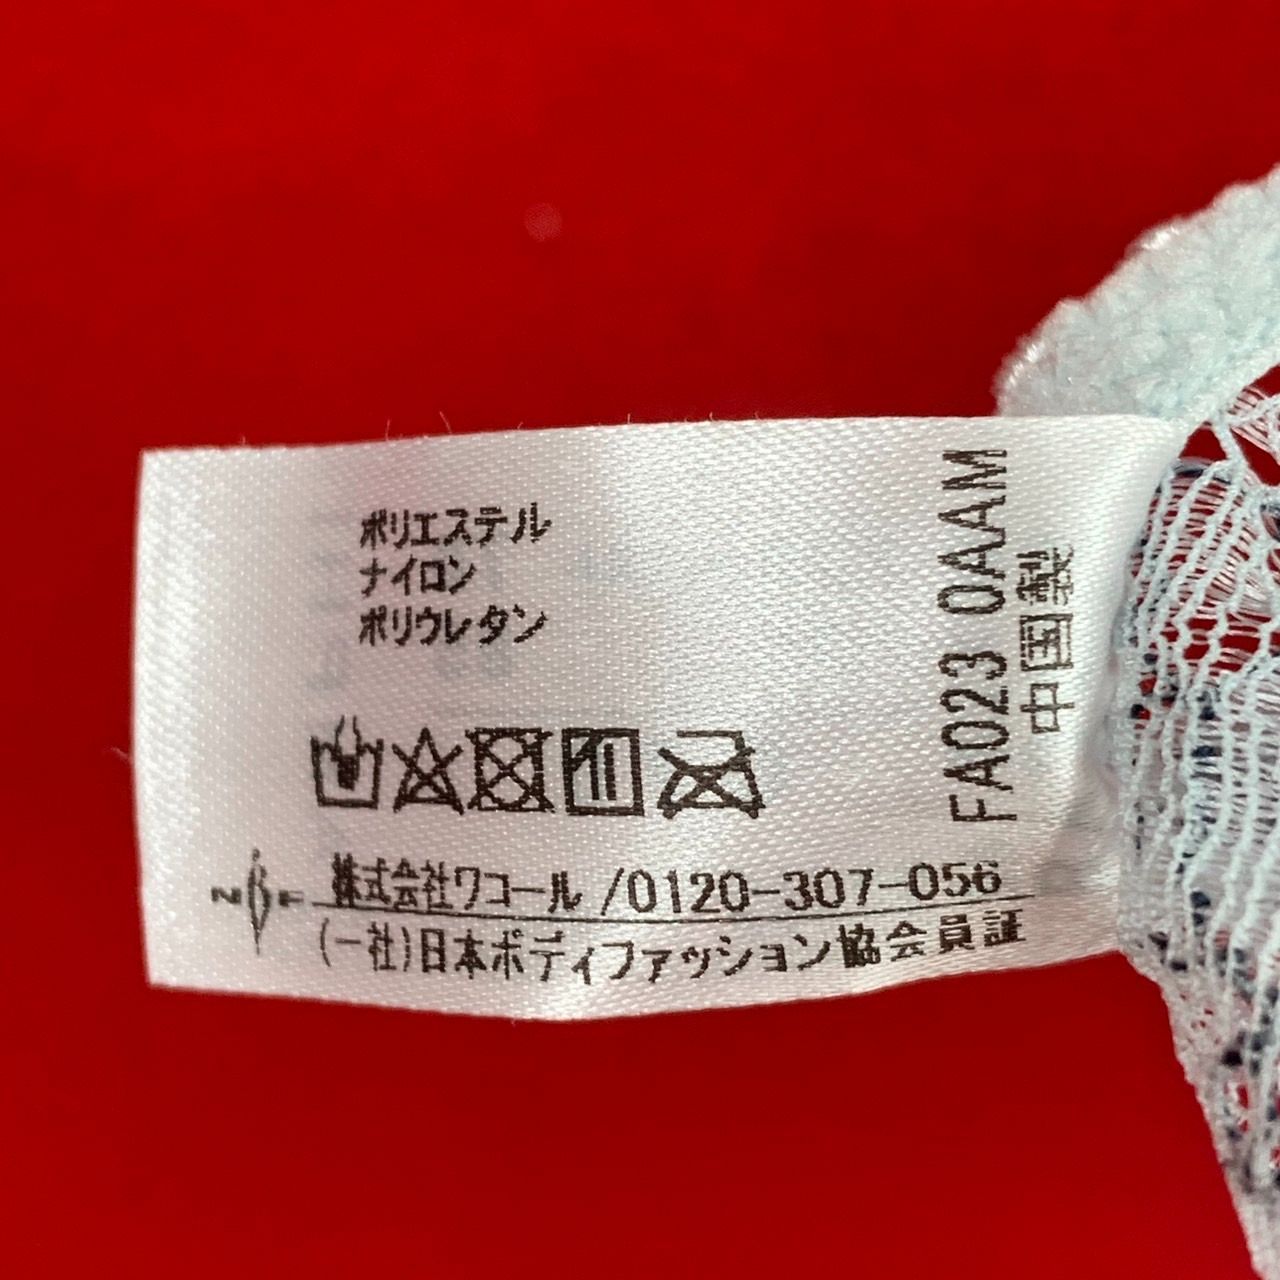 ポリエステル
ナイロン
ポリウレタン
株式会社ワコール /0120-307-056
(一社)日本ボディファッション協会員証
FA023 0AAM
中国製